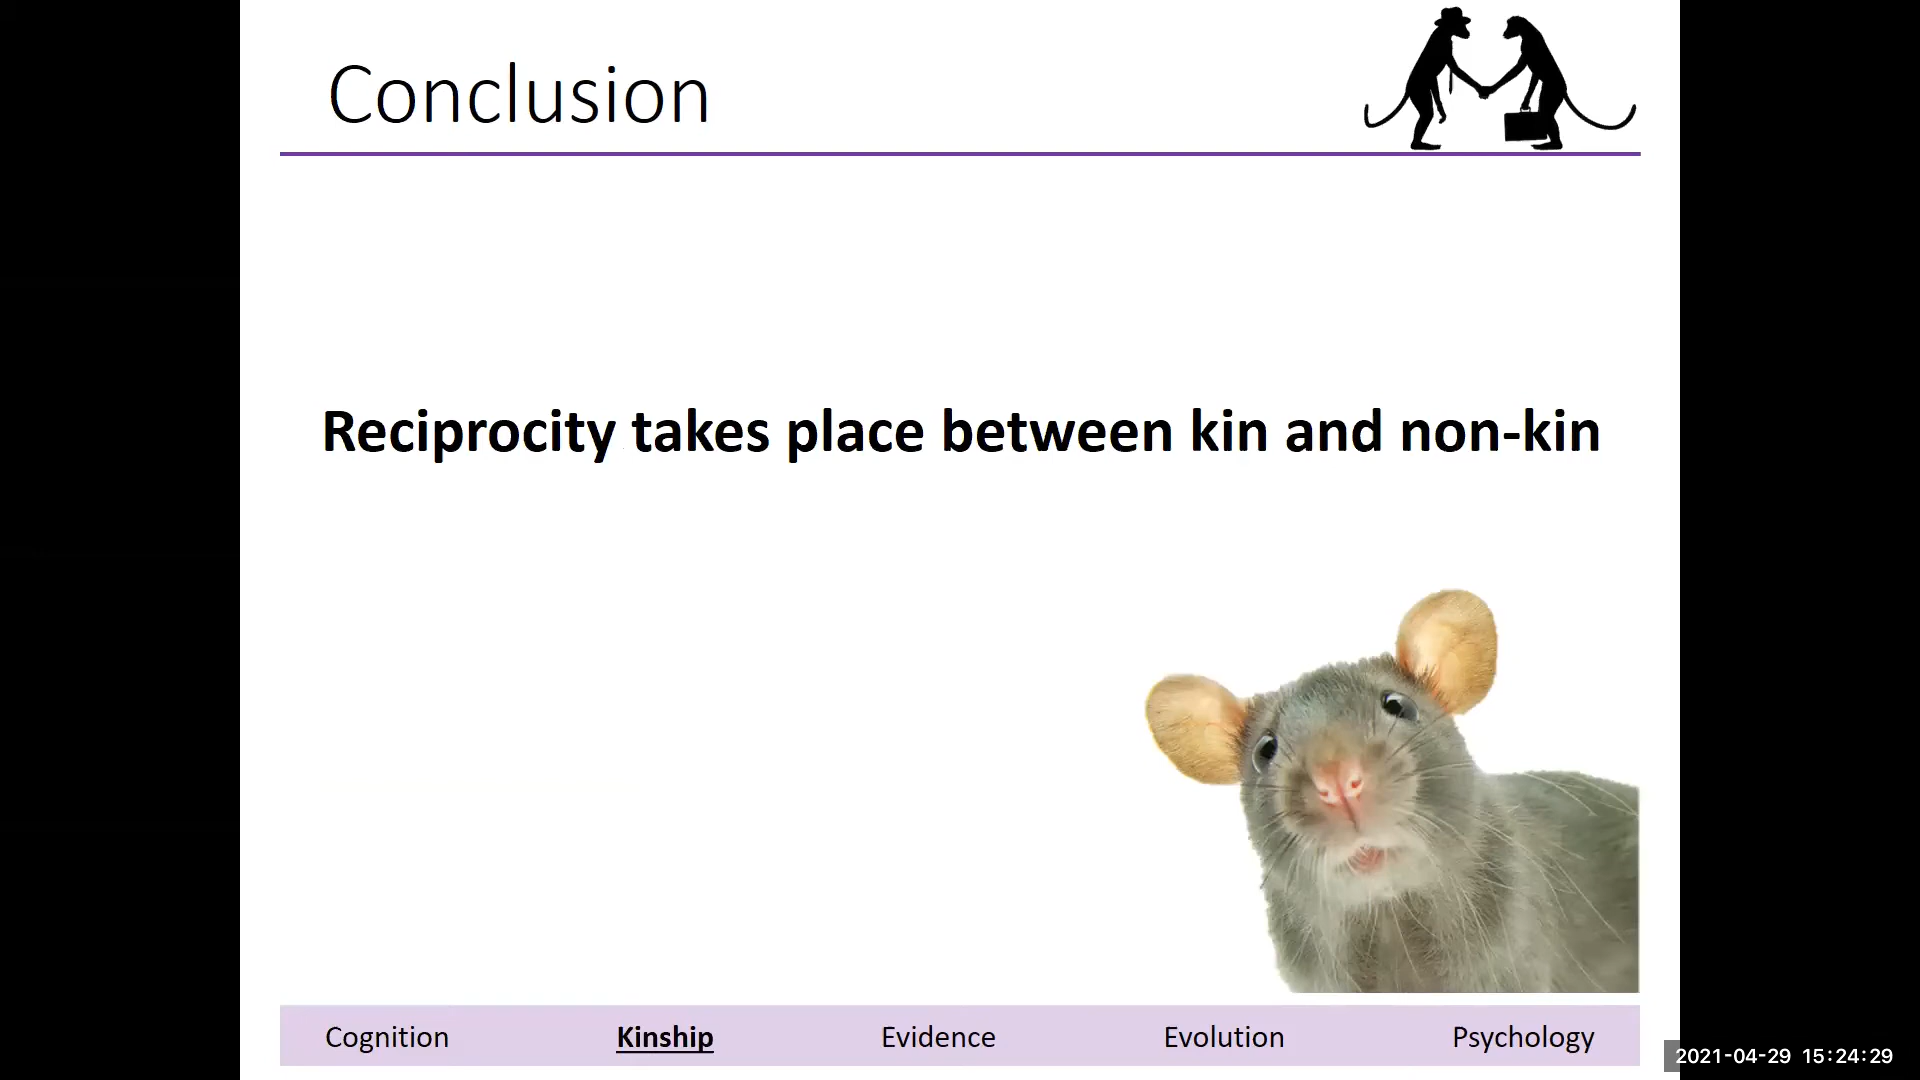 Conclusion
Reciprocity takes place between kin and non-kin
Cognition Kinship Evidence Evolution Psychology
2021-04-29 15:24:29